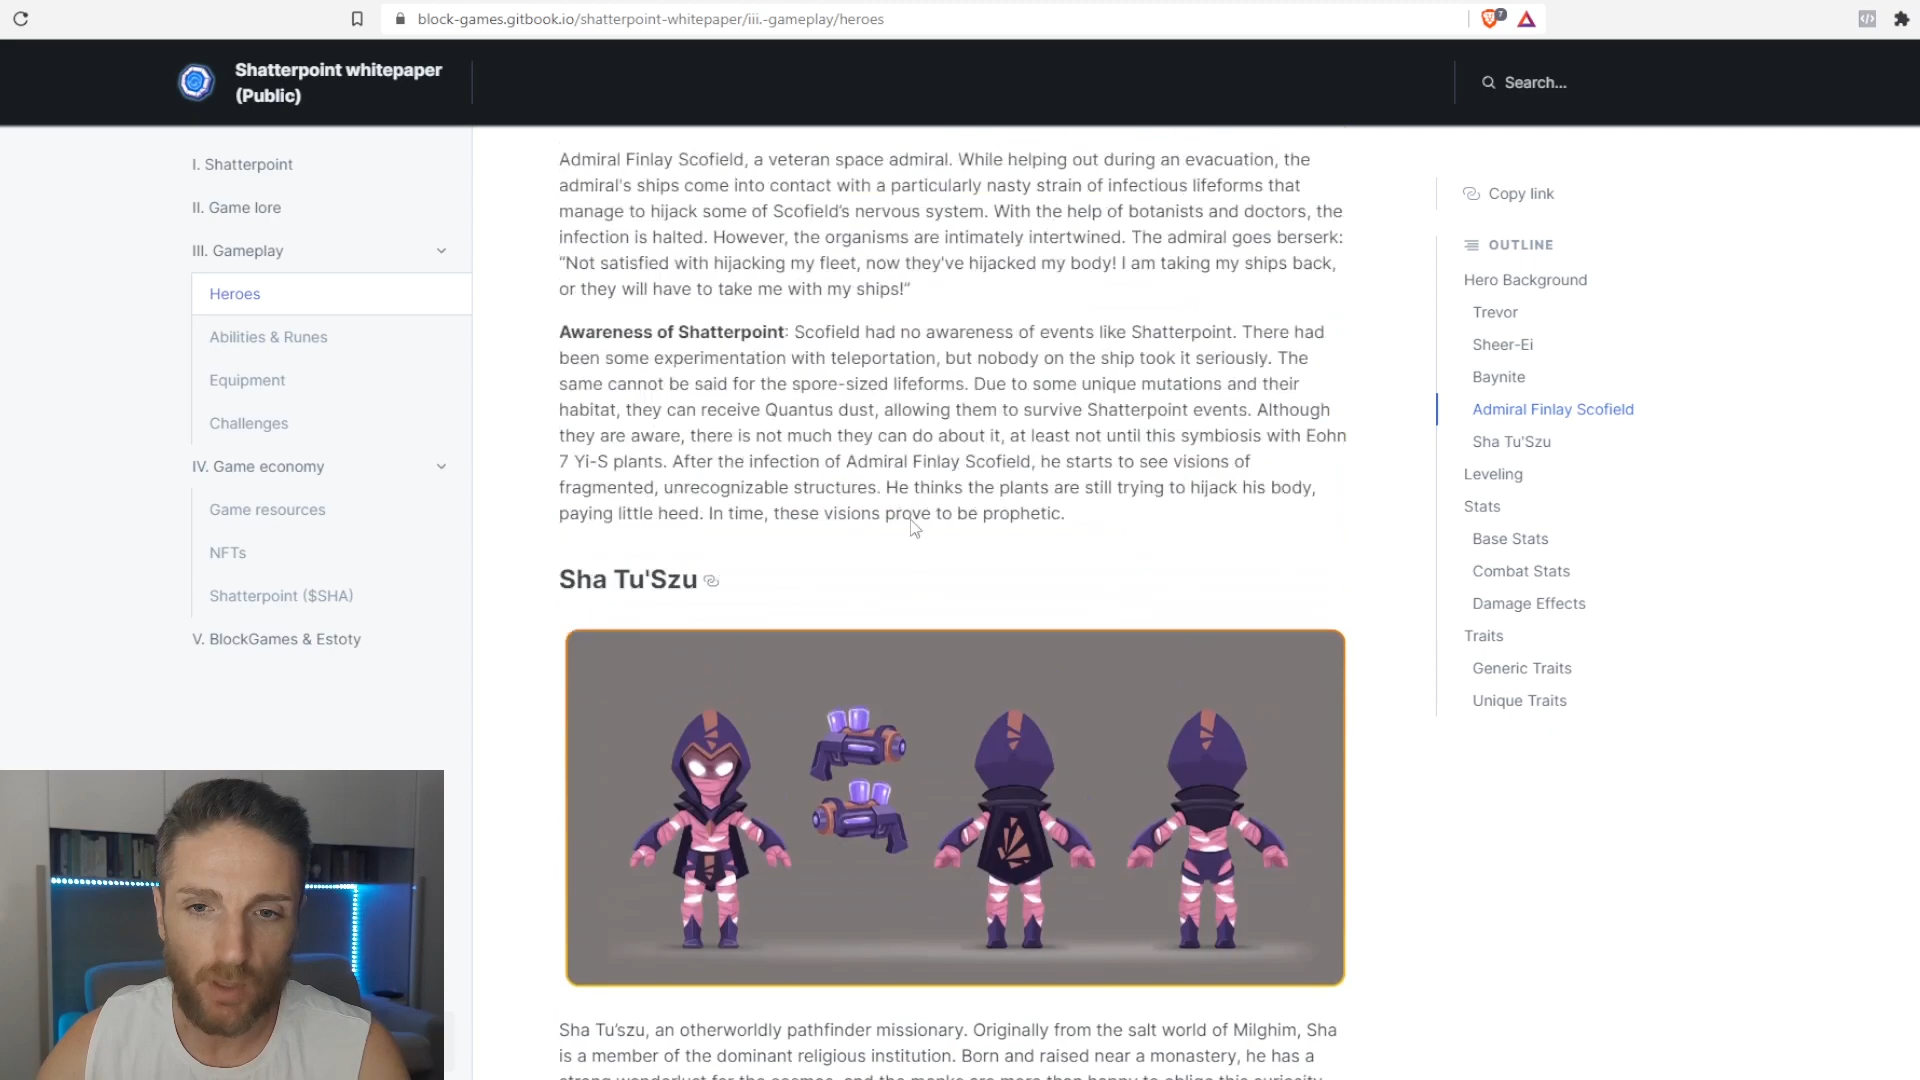 block-games.gitbook.io/shatterpoint-whitepaper/iii.-gameplay/heroes
7
Shatterpoint whitepaper
(Public)
Search...
I. Shatterpoint
II. Game lore
III. Gameplay
Heroes
Abilities & Runes
Equipment
Challenges
IV. Game economy
Game resources
NFTs
Shatterpoint ($SHA)
V. BlockGames & Estoty
Admiral Finlay Scofield, a veteran space admiral. While helping out during an evacuation, the
admiral's ships come into contact with a particularly nasty strain of infectious lifeforms that
manage to hijack some of Scofield's nervous system. With the help of botanists and doctors, the
infection is halted. However, the organisms are intimately intertwined. The admiral goes berserk:
“Not satisfied with hijacking my fleet, now they've hijacked my body! I am taking my ships back,
or they will have to take me with my ships!“
Awareness of Shatterpoint: Scofield had no awareness of events like Shatterpoint. There had
been some experimentation with teleportation, but nobody on the ship took it seriously. The
same cannot be said for the spore-sized lifeforms. Due to some unique mutations and their
habitat, they can receive Quantus dust, allowing them to survive Shatterpoint events. Although
they are aware, there is not much they can do about it, at least not until this symbiosis with Eohn
7 Yi-S plants. After the infection of Admiral Finlay Scofield, he starts to see visions of
fragmented, unrecognizable structures. He thinks the plants are still trying to hijack his body,
paying little heed. In time, these visions prove to be prophetic.
Sha Tu'Szu
Sha Tu'szu, an otherworldly pathfinder missionary. Originally from the salt world of Milghim, Sha
is a member of the dominant religious institution. Born and raised near a monastery, he has a
strong wonderlust for the cosmos, and the monks are more than happy to oblige this curiosity.
Copy link
OUTLINE
Hero Background
Trevor
Sheer-Ei
Baynite
Admiral Finlay Scofield
Sha Tu'Szu
Leveling
Stats
Base Stats
Combat Stats
Damage Effects
Traits
Generic Traits
Unique Traits